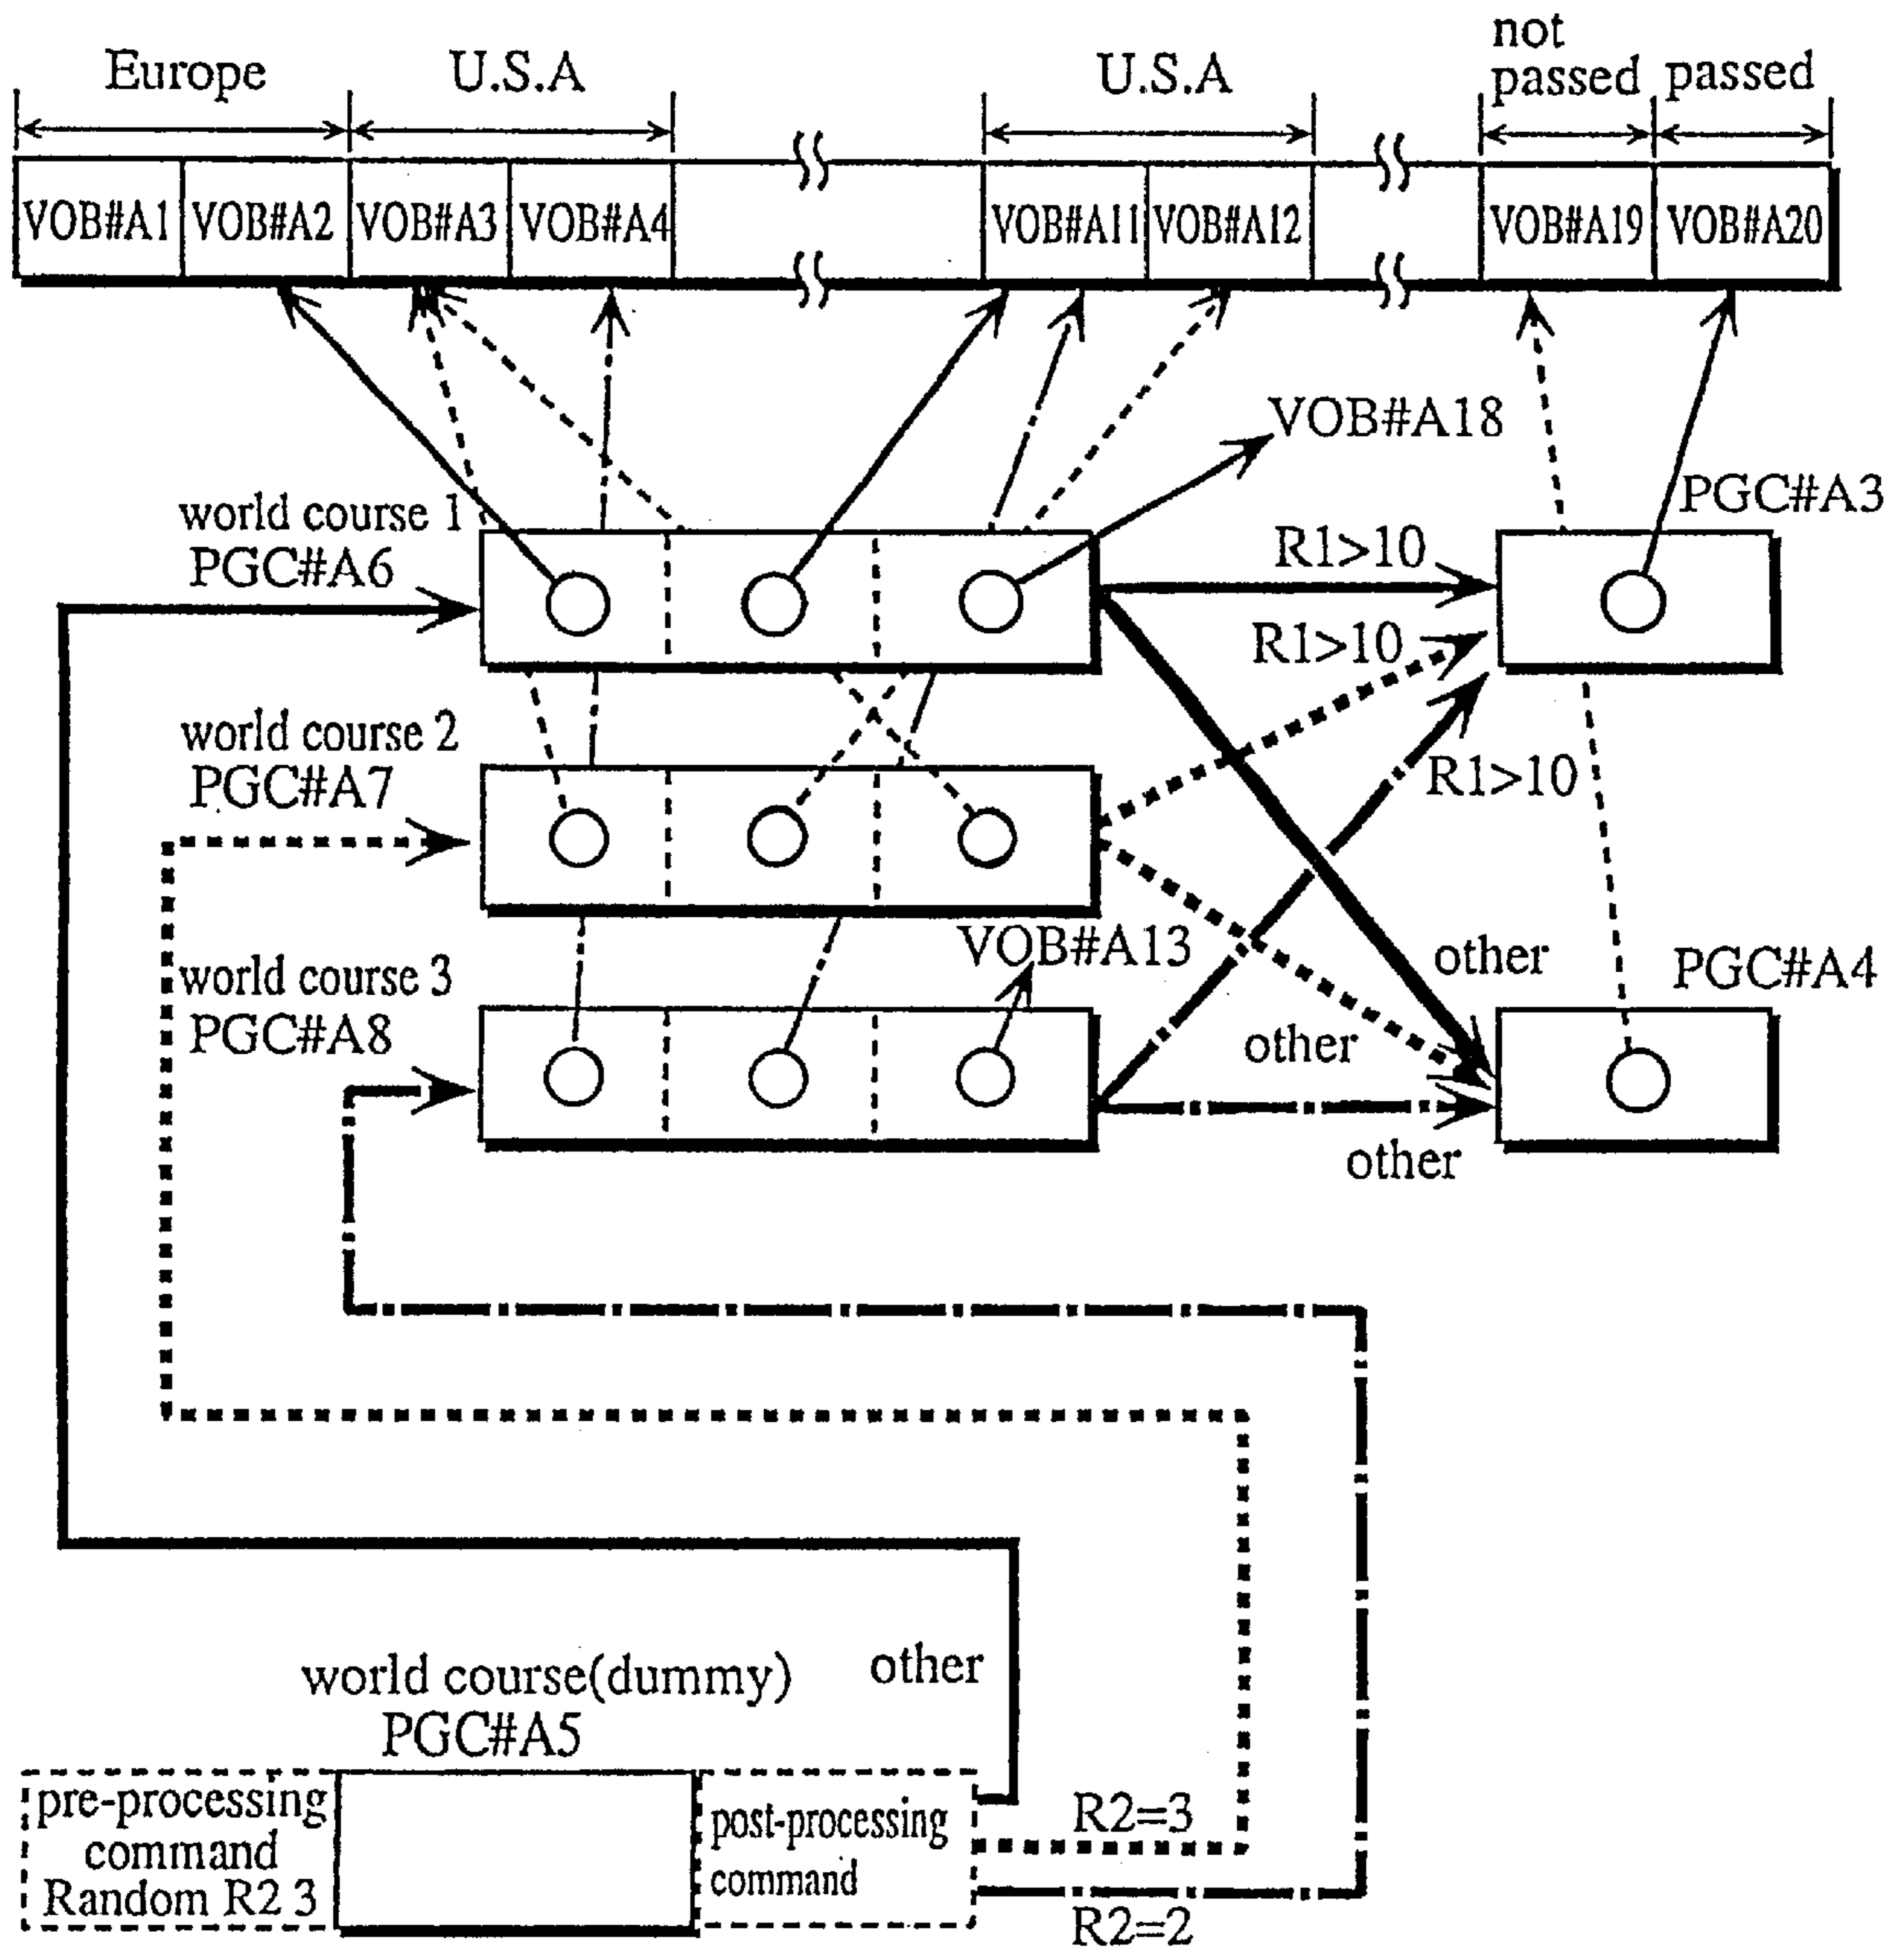 Europe
U.S.A
U.S.A
not
passed
passed
VOB#A1
VOB#A2
VOB#A3
VOB#A4
VOB#A11
VOB#A12
VOB#A19
VOB#A20
VOB#A18
world course 1
PGC#A6
R1>10
PGC#A3
R1>10
world course 2
PGC#A7
R1>10
VOB#A13
world course 3
PGC#A8
other
PGC#A4
other
other
world course(dummy)
PGC#A5
other
pre-processing
command
Random R2 3
post-processing
command
R2=3
R2=2